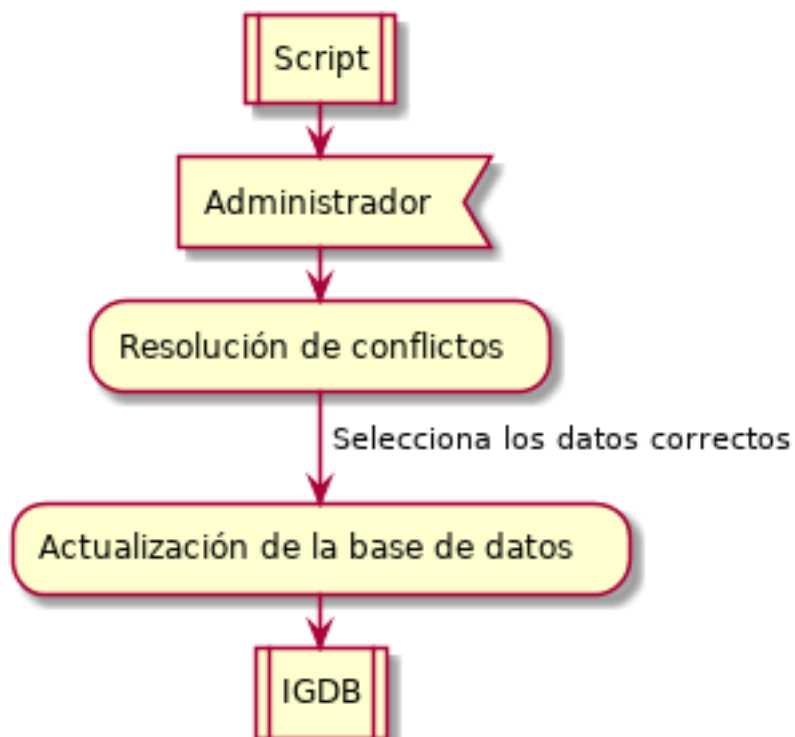 Script
Administrador
Resolución de conflictos
Selecciona los datos correctos
Actualización de la base de datos
IGDB